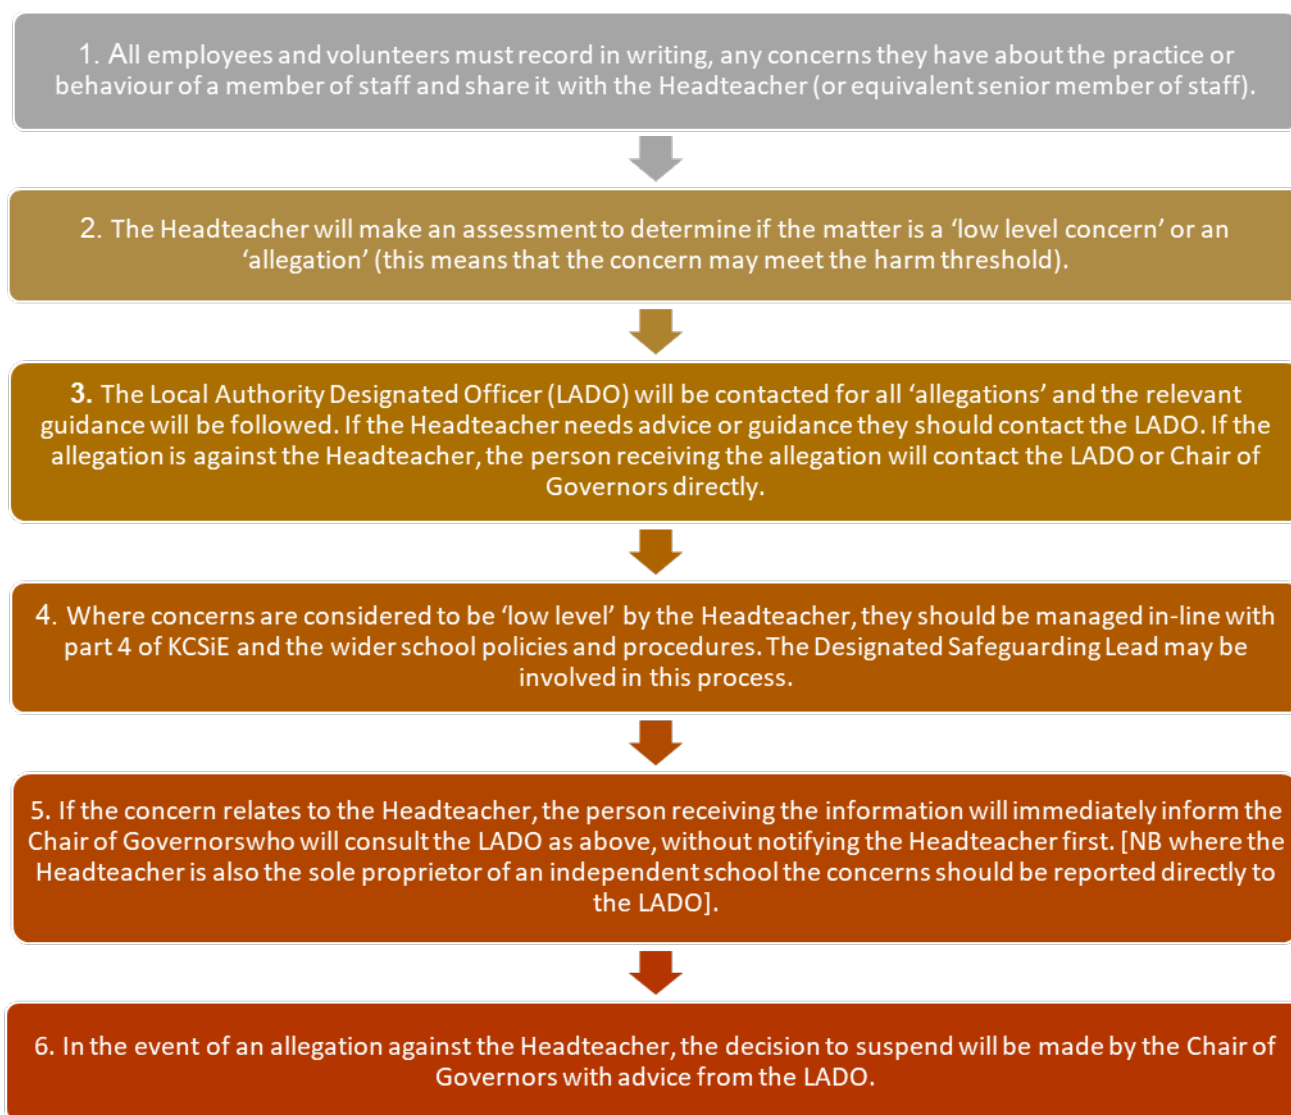 1. All employees and volunteers must record in writing, any concerns they have about the practice or
behaviour of a member of staff and share it with the Headteacher (or equivalent senior member of staff).
2. The Headteacher will make an assessment to determine if the matter is a ‘low level concern’ or an
‘allegation’ (this means that the concern may meet the harm threshold).
3. The Local Authority Designated Officer (LADO) will be contacted for all ‘allegations’ and the relevant
guidance will be followed. If the Headteacher needs advice or guidance they should contact the LADO. If the
allegation is against the Headteacher, the person receiving the allegation will contact the LADO or Chair of
Governors directly.
4. Where concerns are considered to be ‘low level’ by the Headteacher, they should be managed in-line with
part 4 of KCSiE and the wider school policies and procedures. The Designated Safeguarding Lead may be
involved in this process.
5. If the concern relates to the Headteacher, the person receiving the information will immediately inform the
Chair of Governorswho will consult the LADO as above, without notifying the Headteacher first. [NB where the
Headteacher is also the sole proprietor of an independent school the concerns should be reported directly to
the LADO].
6. In the event of an allegation against the Headteacher, the decision to suspend will be made by the Chair of
Governors with advice from the LADO.